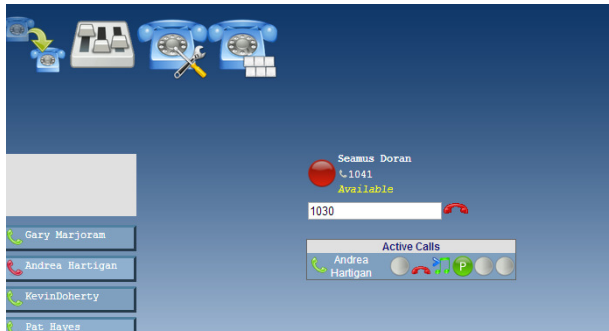 Seamus Doran
1041
Available
1030
Gary Marjoram
Active Calls
Andrea
Hartigan
P
Andrea Hartigan
KevinDoherty
Pat Hayes